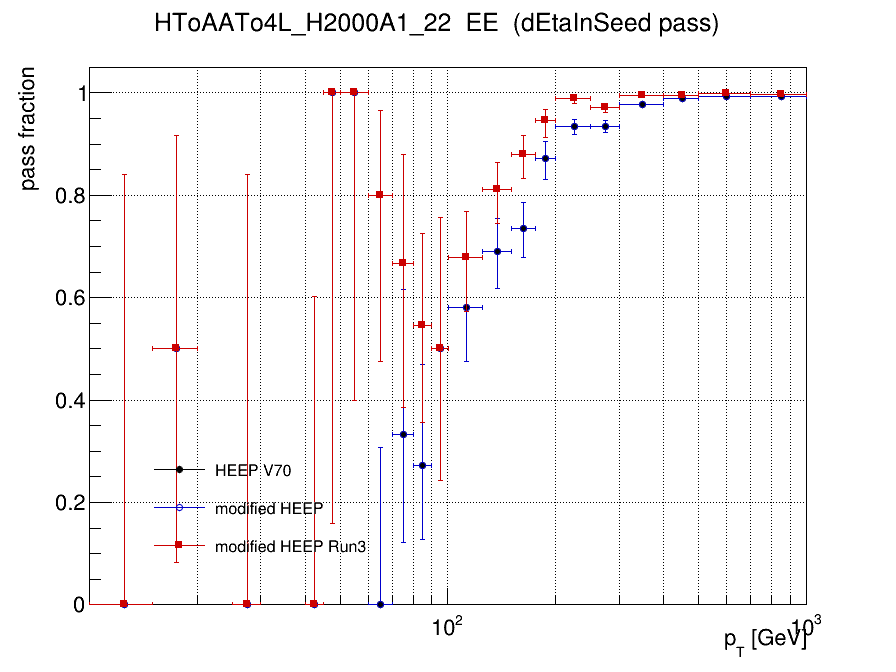 HToAATo4L_H2000A1_22 EE (dEtaInSeed pass)
pass fraction
1
0.8
0.6
0.4
0.2
0
HEEP V70
modified HEEP
modified HEEP Run3
10²
10³
p_T [GeV]